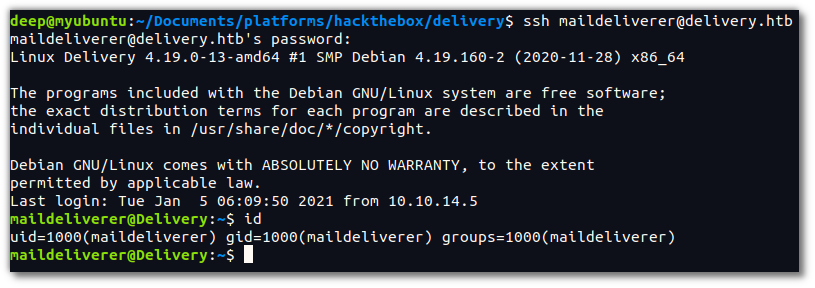 deep@myubuntu:~/Documents/platforms/hackthebox/delivery$ ssh maildeliverer@delivery.htb
maildeliverer@delivery.htb's password:
Linux Delivery 4.19.0-13-amd64 #1 SMP Debian 4.19.160-2 (2020-11-28) x86_64
The programs included with the Debian GNU/Linux system are free software;
the exact distribution terms for each program are described in the
individual files in /usr/share/doc/*/copyright.
Debian GNU/Linux comes with ABSOLUTELY NO WARRANTY, to the extent
permitted by applicable law.
Last login: Tue Jan  5 06:09:50 2021 from 10.10.14.5
maildeliverer@Delivery:~$ id
uid=1000(maildeliverer) gid=1000(maildeliverer) groups=1000(maildeliverer)
maildeliverer@Delivery:~$